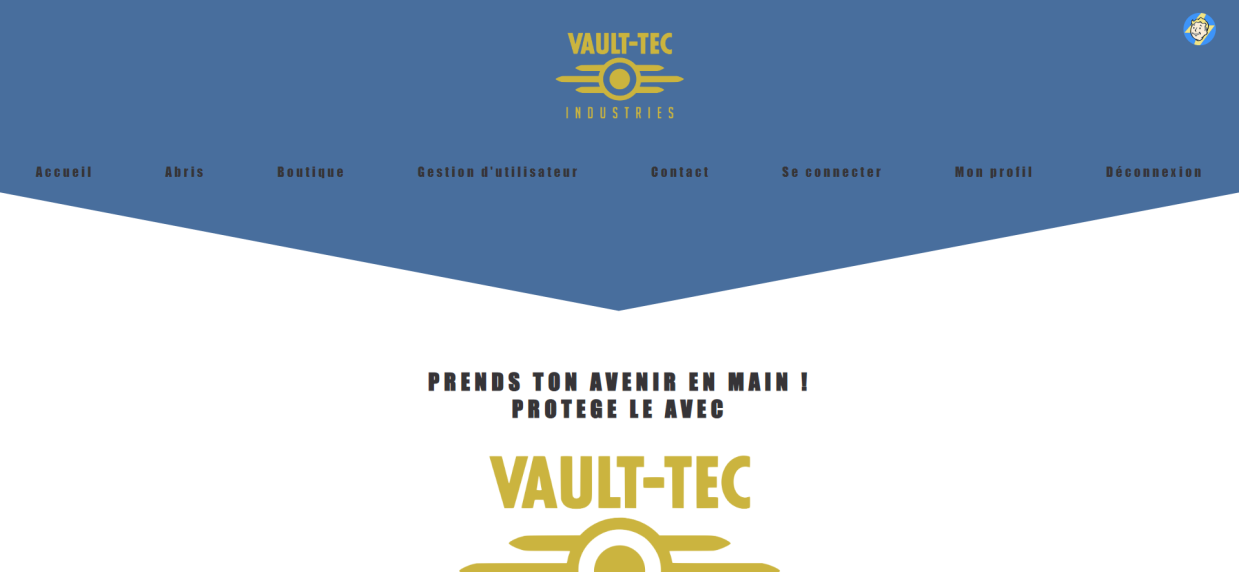 VAULT-TEC
INDUSTRIES
Accueil Abris Boutique Gestion d'utilisateur Contact Se connecter Mon profil Déconnexion
PRENDS TON AVENIR EN MAIN !
PROTEGE LE AVEC
VAULT-TEC